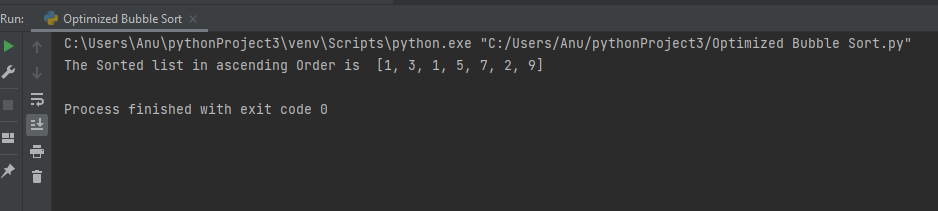 Run: Optimized Bubble Sort
C:\Users\Anu\pythonProject3\venv\Scripts\python.exe "C:/Users/Anu/pythonProject3/Optimized Bubble Sort.py"
The Sorted list in ascending Order is  [1, 3, 1, 5, 7, 2, 9]
Process finished with exit code 0